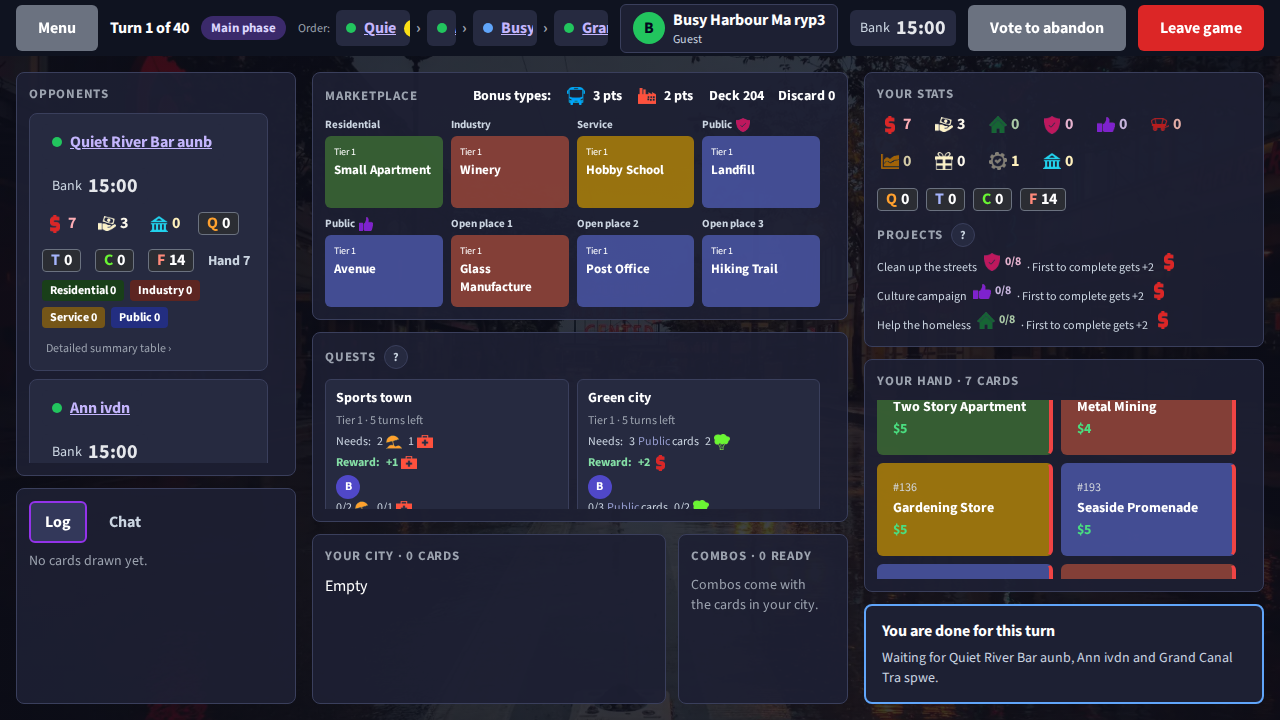 Menu
Turn 1 of 40
Main phase
Order:
Quie
›
›
Busy
›
Gra
B
Busy Harbour Ma ryp3
Guest
Bank 15:00
Vote to abandon
Leave game
OPPONENTS
Quiet River Bar aunb
Bank 15:00
7 3 0 Q 0
T 0 C 0 F 14 Hand 7
Residential 0 Industry 0
Service 0 Public 0
Detailed summary table ›
Ann ivdn
Bank 15:00
Log
Chat
No cards drawn yet.
MARKETPLACE
Bonus types: 3 pts 2 pts Deck 204 Discard 0
Residential
Tier 1
Small Apartment
Industry
Tier 1
Winery
Service
Tier 1
Hobby School
Public
Tier 1
Landfill
Public
Tier 1
Avenue
Open place 1
Tier 1
Glass
Manufacture
Open place 2
Tier 1
Post Office
Open place 3
Tier 1
Hiking Trail
QUESTS ?
Sports town
Tier 1 · 5 turns left
Needs: 2 1
Reward: +1
B
0/2 0/1
Green city
Tier 1 · 5 turns left
Needs: 3 Public cards 2
Reward: +2
B
0/3 Public cards 0/2
YOUR CITY · 0 CARDS
Empty
COMBOS · 0 READY
Combos come with
the cards in your city.
YOUR STATS
7 3 0 0 0 0
0 0 1 0
Q 0 T 0 C 0 F 14
PROJECTS ?
Clean up the streets 0/8 · First to complete gets +2
Culture campaign 0/8 · First to complete gets +2
Help the homeless 0/8 · First to complete gets +2
YOUR HAND · 7 CARDS
Two Story Apartment
$5
Metal Mining
$4
#136
Gardening Store
$5
#193
Seaside Promenade
$5
You are done for this turn
Waiting for Quiet River Bar aunb, Ann ivdn and Grand Canal
Tra spwe.